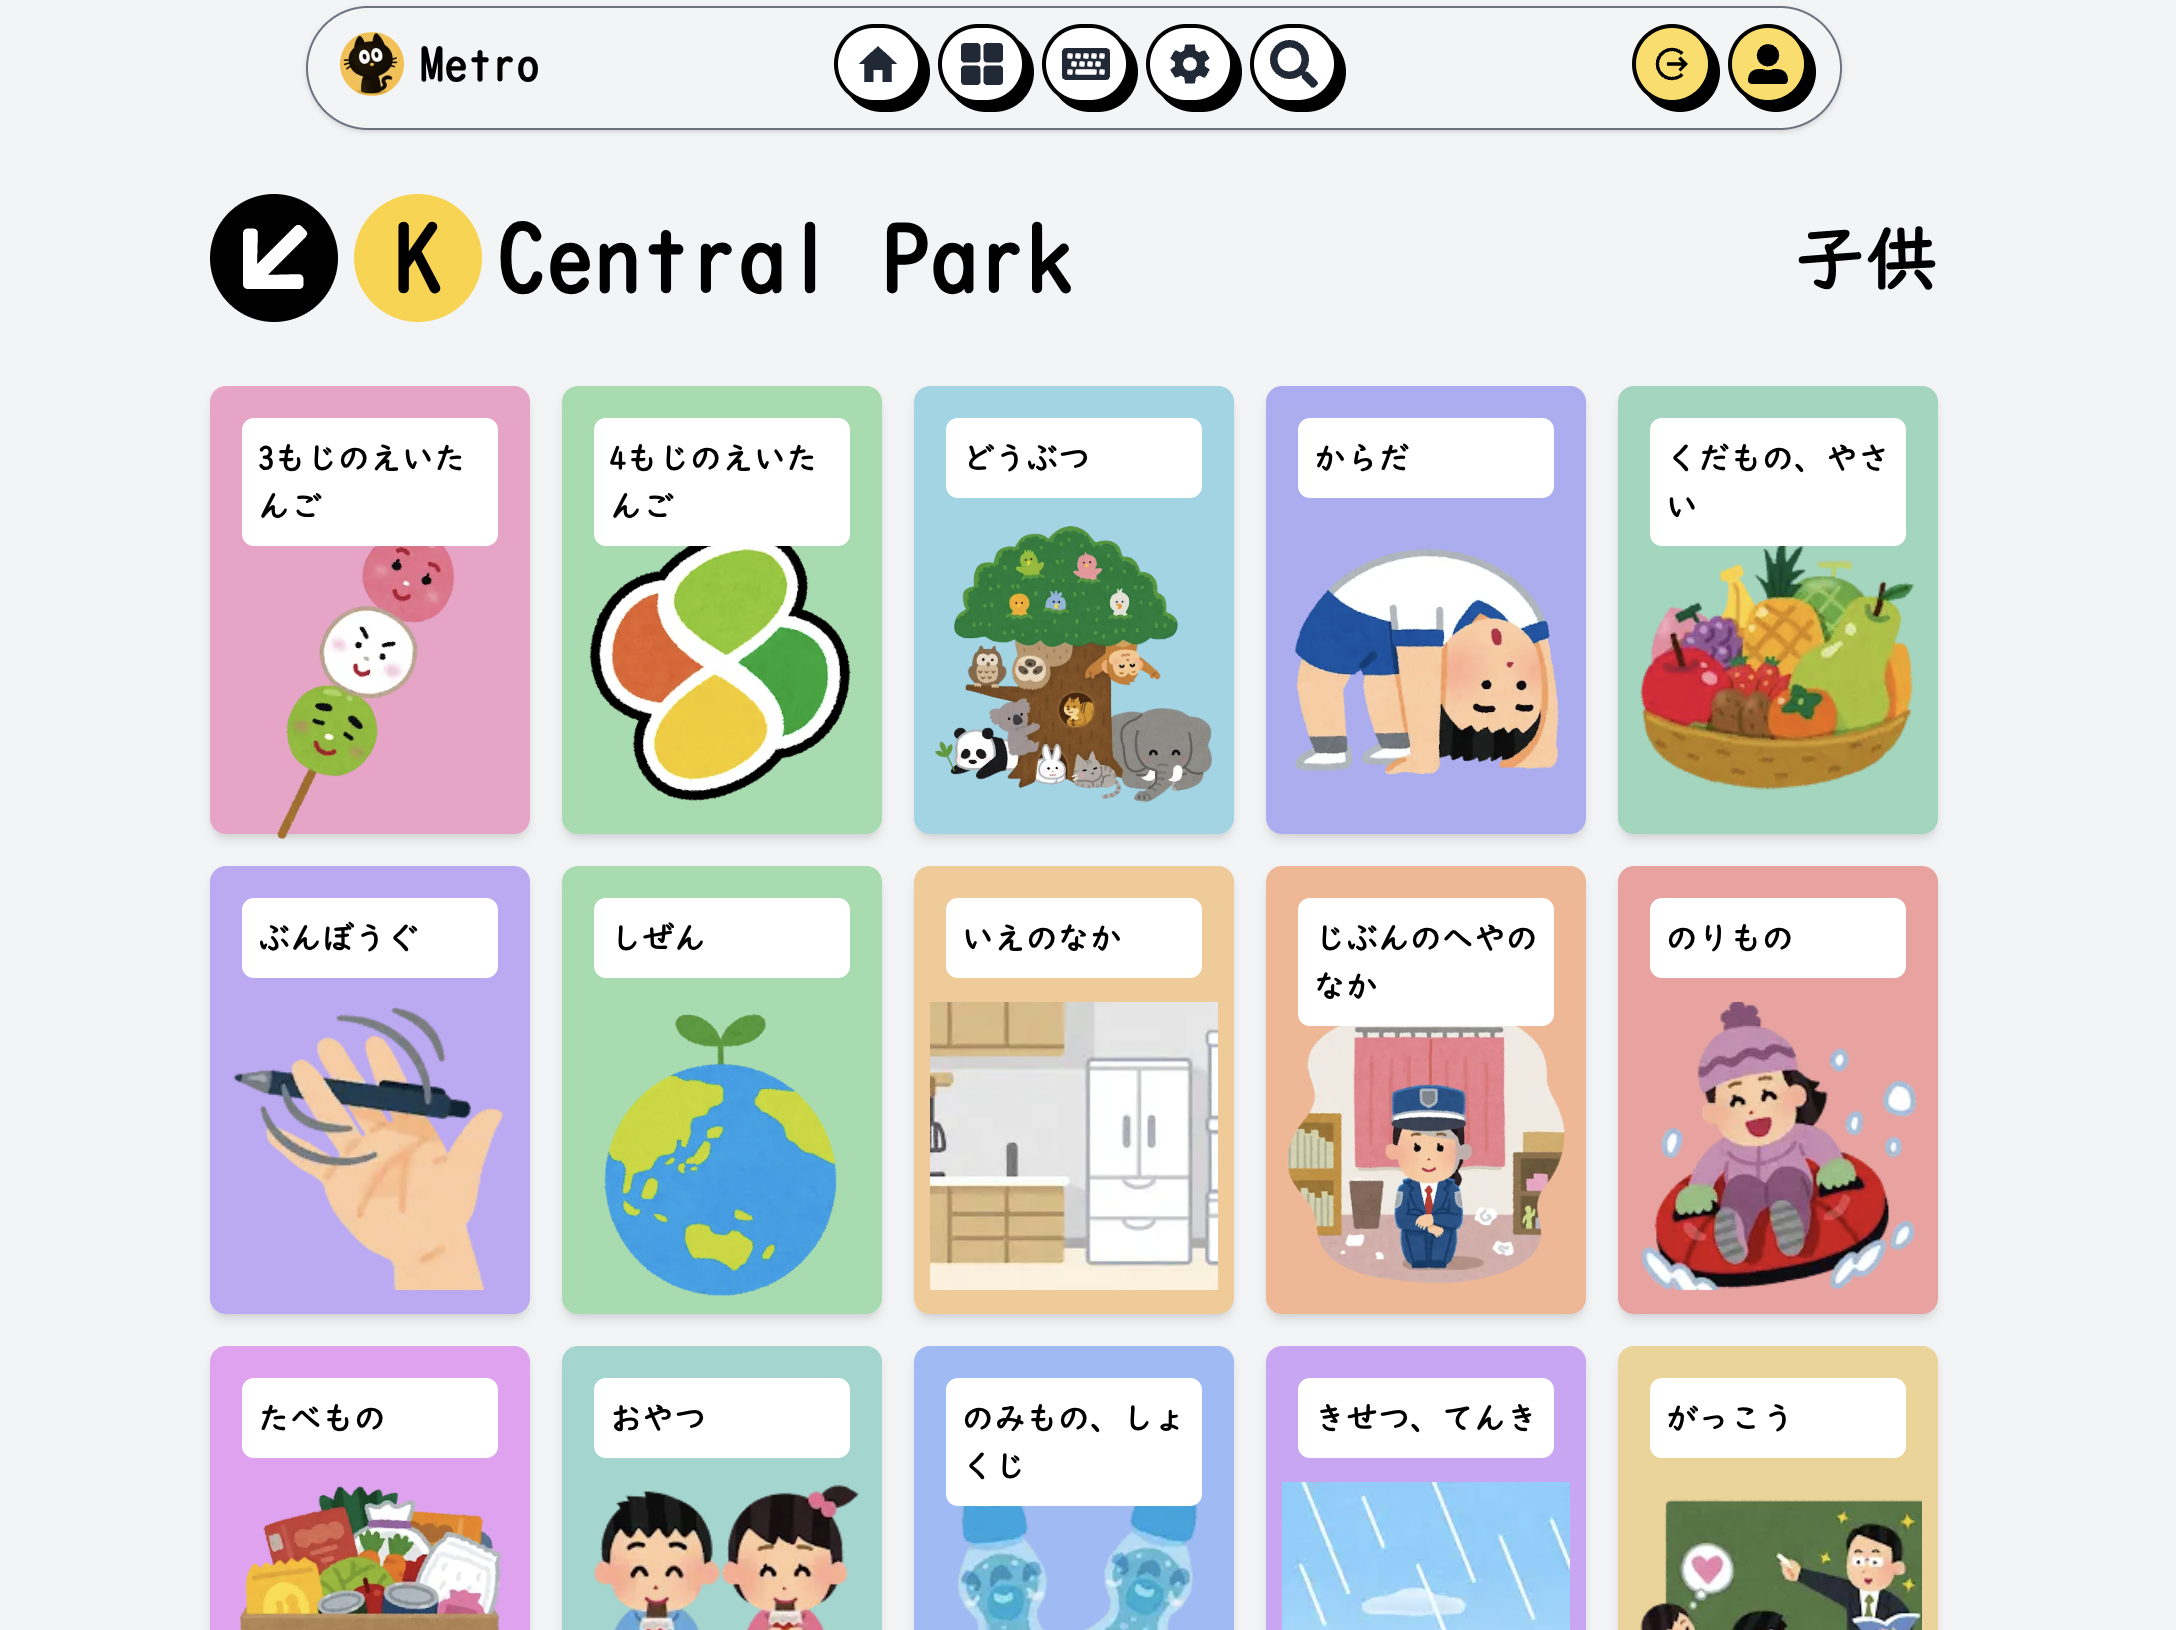 Metro
K Central Park
子供
3もじのえいた
んご
4もじのえいた
んご
どうぶつ
からだ
くだもの、やさ
い
ぶんぼうぐ
しぜん
いえのなか
じぶんのへやの
なか
のりもの
たべもの
おやつ
のみもの、しょ
くじ
きせつ、てんき
がっこう